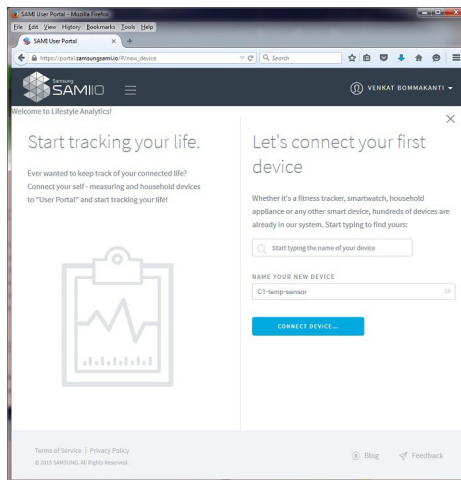 SAMI User Portal - Mozilla Firefox
File Edit View History Bookmarks Tools Help
SAMI User Portal
https://portal.samsungsami.io/#/new_device
Search
Samsung
SAMIIO
VENKAT BOMMAKANTI
Welcome to Lifestyle Analytics!
Start tracking your life.
Ever wanted to keep track of your connected life?
Connect your self - measuring and household devices
to "User Portal" and start tracking your life!
Let's connect your first
device
Whether it's a fitness tracker, smartwatch, household
appliance or any other smart device, hundreds of devices are
already in our system. Start typing to find yours:
Start typing the name of your device
NAME YOUR NEW DEVICE
C1-temp-sensor
CONNECT DEVICE...
Terms of Service | Privacy Policy
© 2015 SAMSUNG. All Rights Reserved.
Blog
Feedback